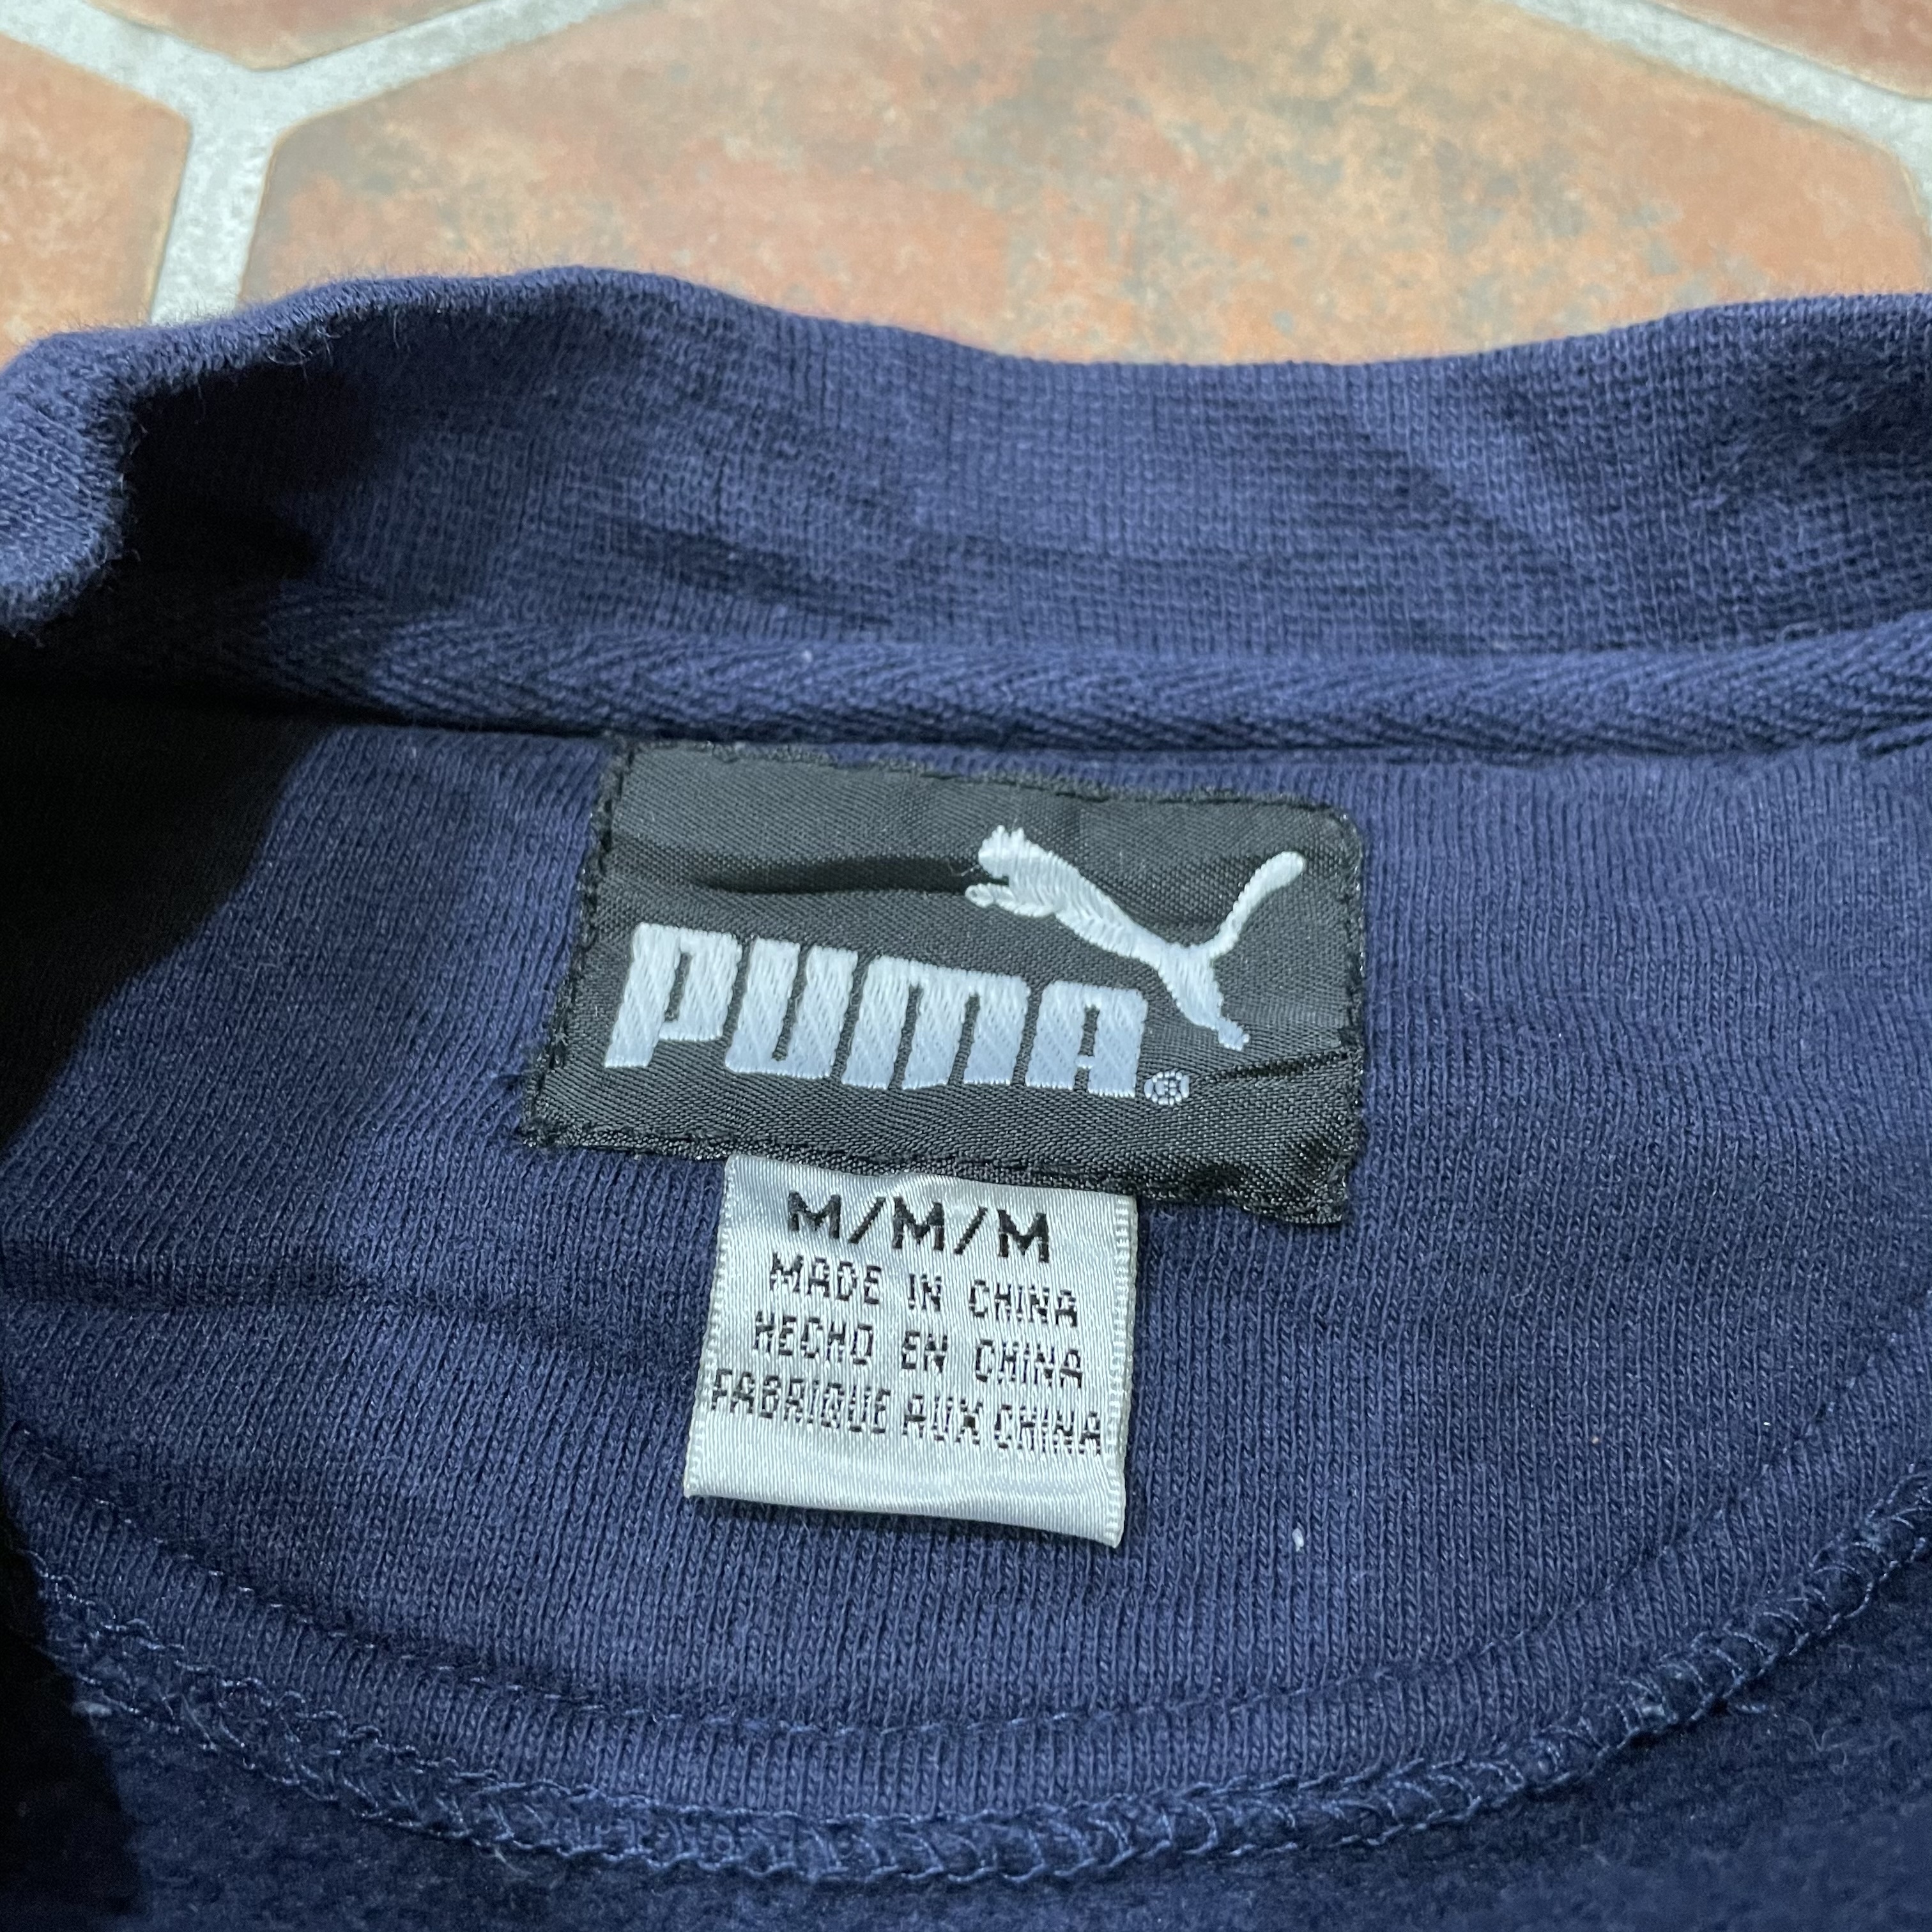 PUMA®
M/M/M
MADE IN CHINA
HECHO EN CHINA
FABRIQUE AUX CHINA